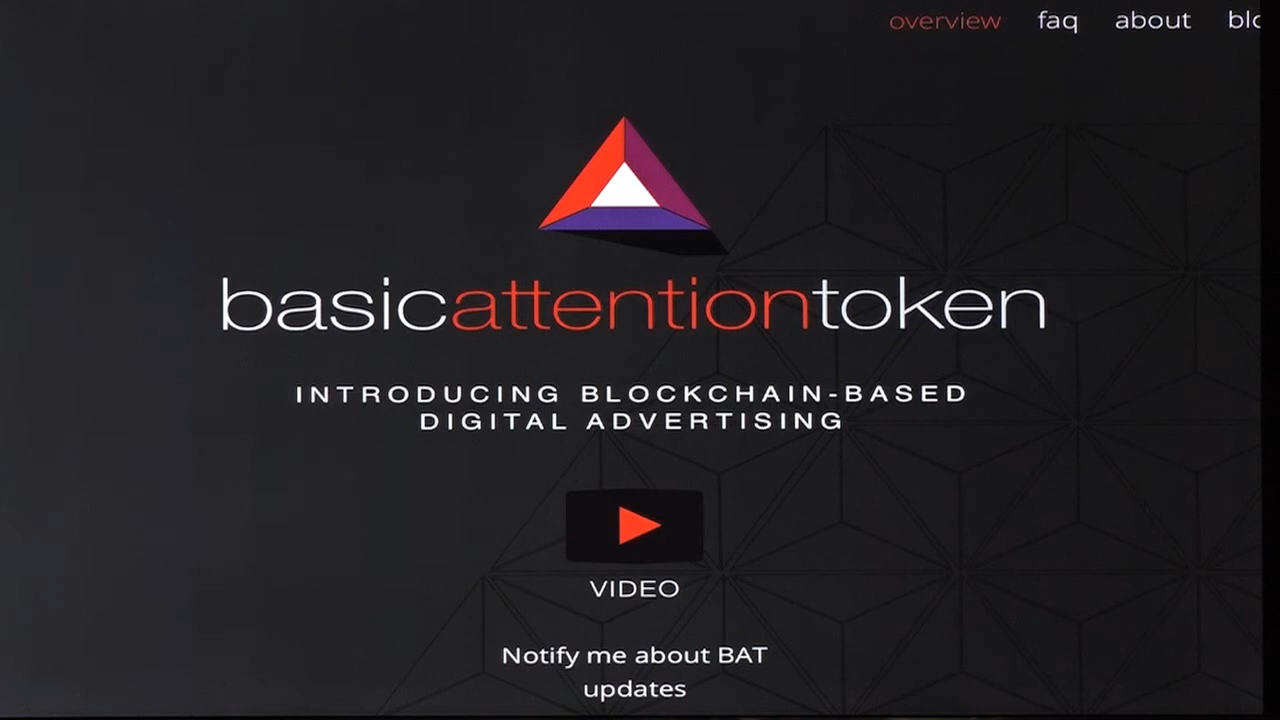 overview faq about
basicattentiontoken
INTRODUCING BLOCKCHAIN-BASED
DIGITAL ADVERTISING
VIDEO
Notify me about BAT
updates